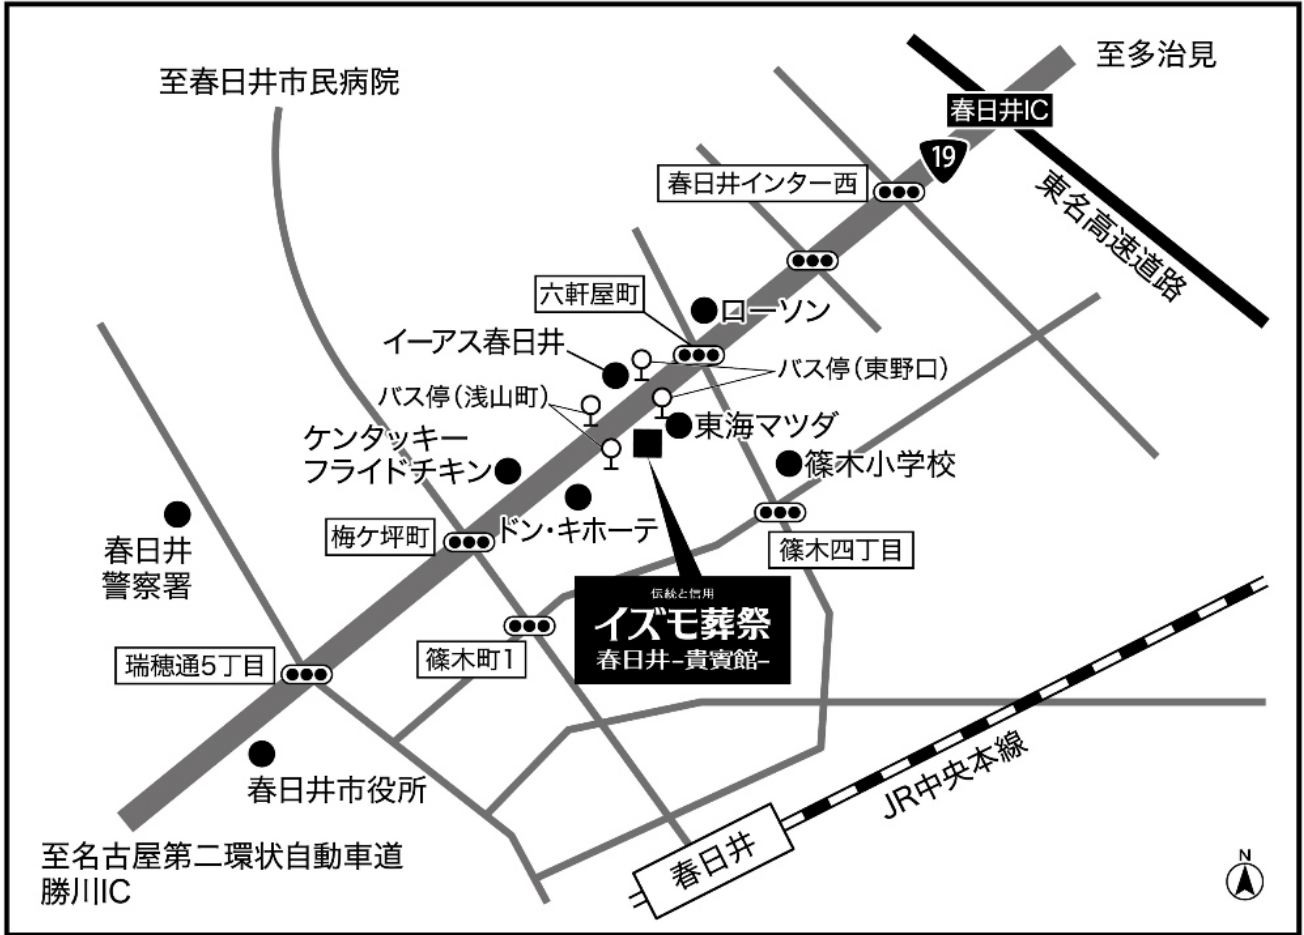 至多治見
至春日井市民病院
春日井IC
19
春日井インター西
東名高速道路
六軒屋町
ローソン
イーアス春日井
バス停(東野口)
バス停(浅山町)
東海マツダ
ケンタッキー
フライドチキン
篠木小学校
ドン・キホーテ
梅ケ坪町
篠木四丁目
春日井
警察署
伝統と信用
イズモ葬祭
春日井-貴賓館-
瑞穂通5丁目
篠木町1
春日井市役所
JR中央本線
春日井
至名古屋第二環状自動車道
勝川IC
N